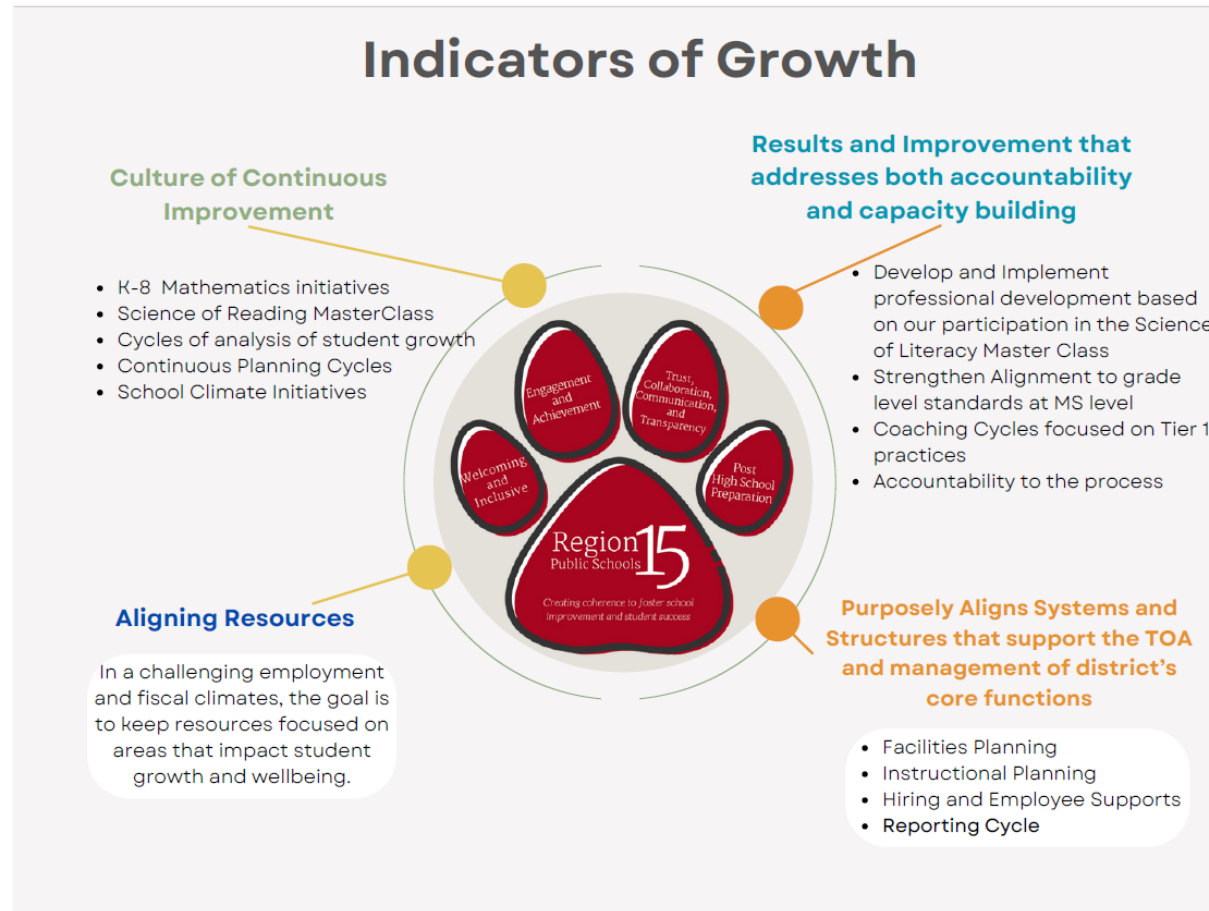 Indicators of Growth
Culture of Continuous
Improvement
• K-8 Mathematics initiatives
• Science of Reading MasterClass
• Cycles of analysis of student growth
• Continuous Planning Cycles
• School Climate Initiatives
Results and Improvement that
addresses both accountability
and capacity building
• Develop and Implement
professional development based
on our participation in the Science
of Literacy Master Class
• Strengthen Alignment to grade
level standards at MS level
• Coaching Cycles focused on Tier 1
practices
• Accountability to the process
Welcoming
and
Inclusive
Engagement
and
Achievement
Trust,
Collaboration,
Communication,
and
Transparency
Post
High School
Preparation
Region 15
Public Schools
Creating coherence to foster school
improvement and student success
Aligning Resources
In a challenging employment
and fiscal climates, the goal is
to keep resources focused on
areas that impact student
growth and wellbeing.
Purposely Aligns Systems and
Structures that support the TOA
and management of district's
core functions
• Facilities Planning
• Instructional Planning
• Hiring and Employee Supports
• Reporting Cycle